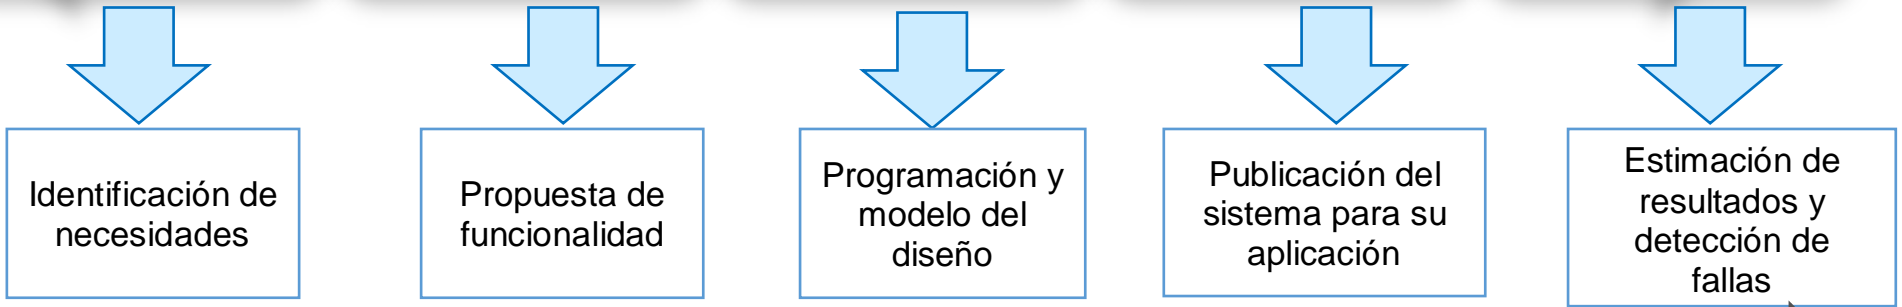 Identificación de
necesidades
Propuesta de
funcionalidad
Programación y
modelo del
diseño
Publicación del
sistema para su
aplicación
Estimación de
resultados y
detección de
fallas